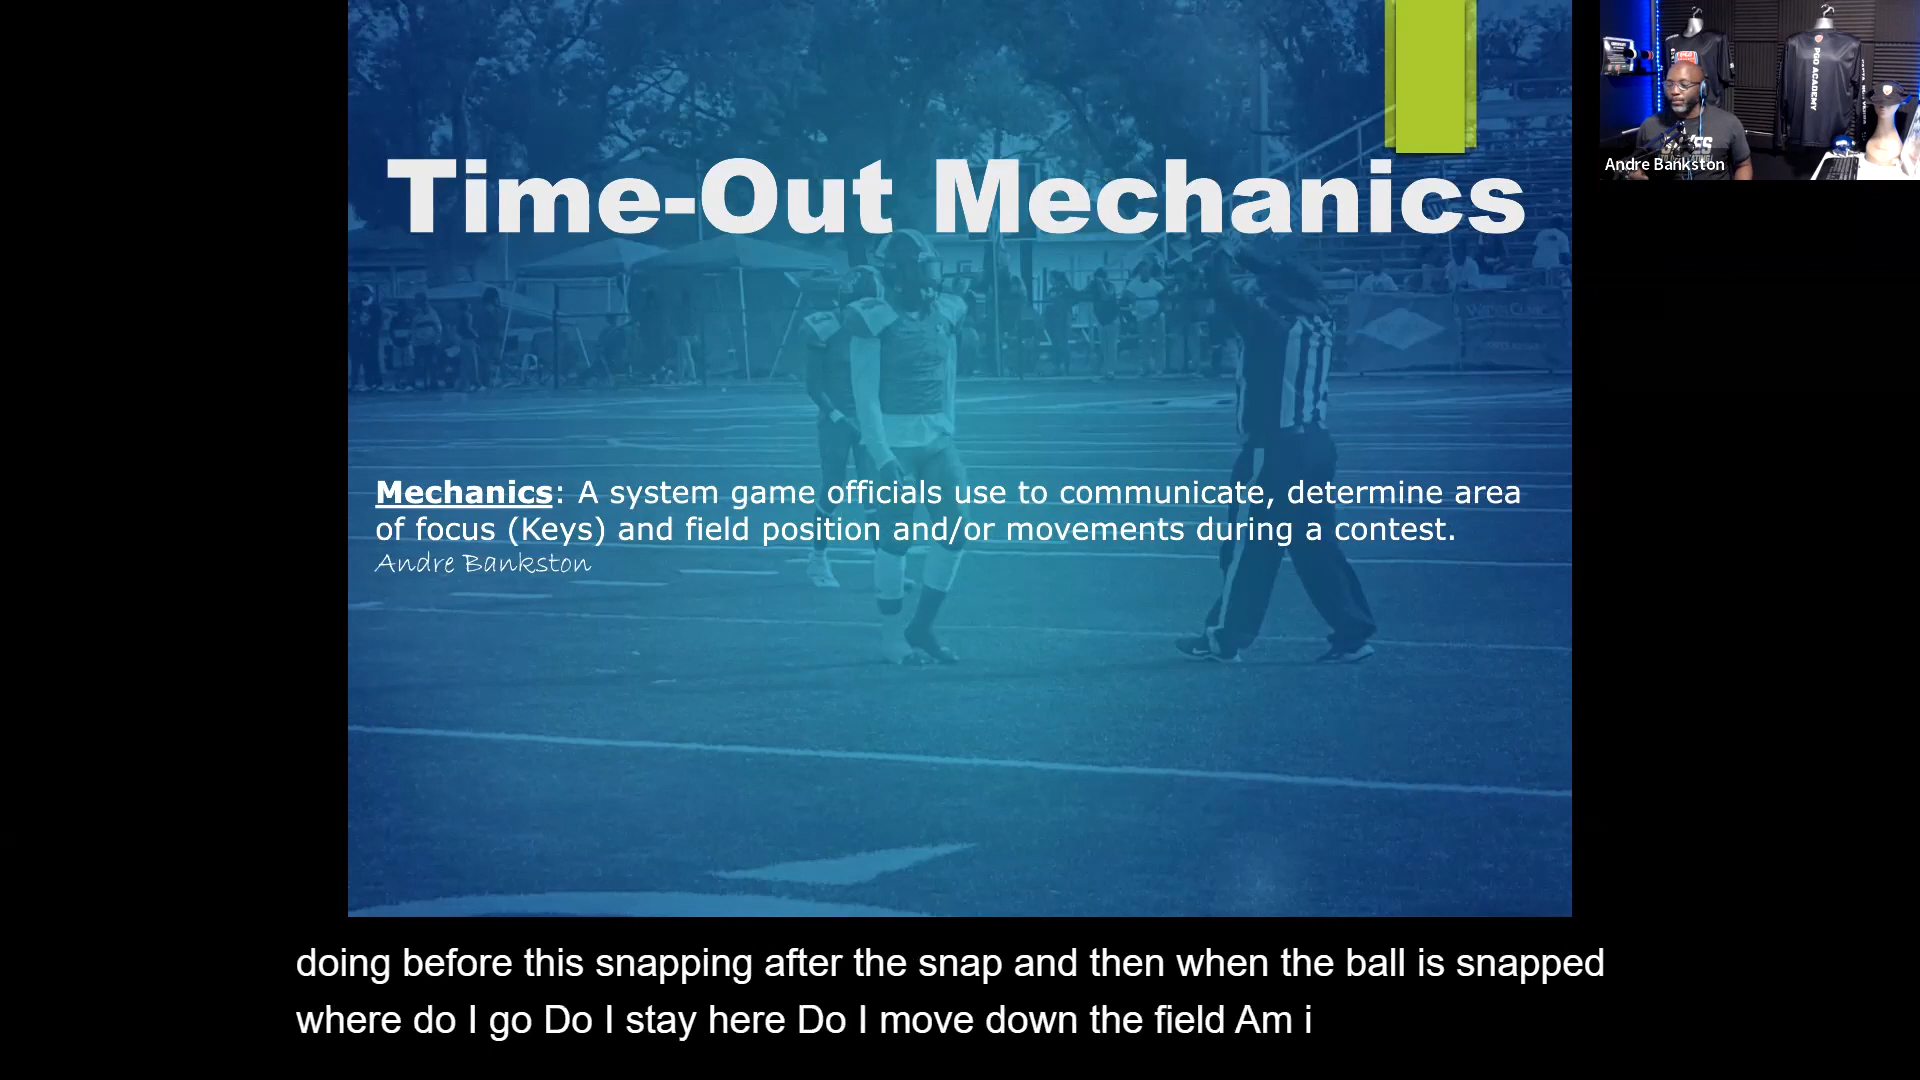 Time-Out Mechanics
Mechanics: A system game officials use to communicate, determine area
of focus (Keys) and field position and/or movements during a contest.
Andre Bankston
PGO ACADEMY
Andre Bankston
doing before this snapping after the snap and then when the ball is snapped
where do I go Do I stay here Do I move down the field Am i